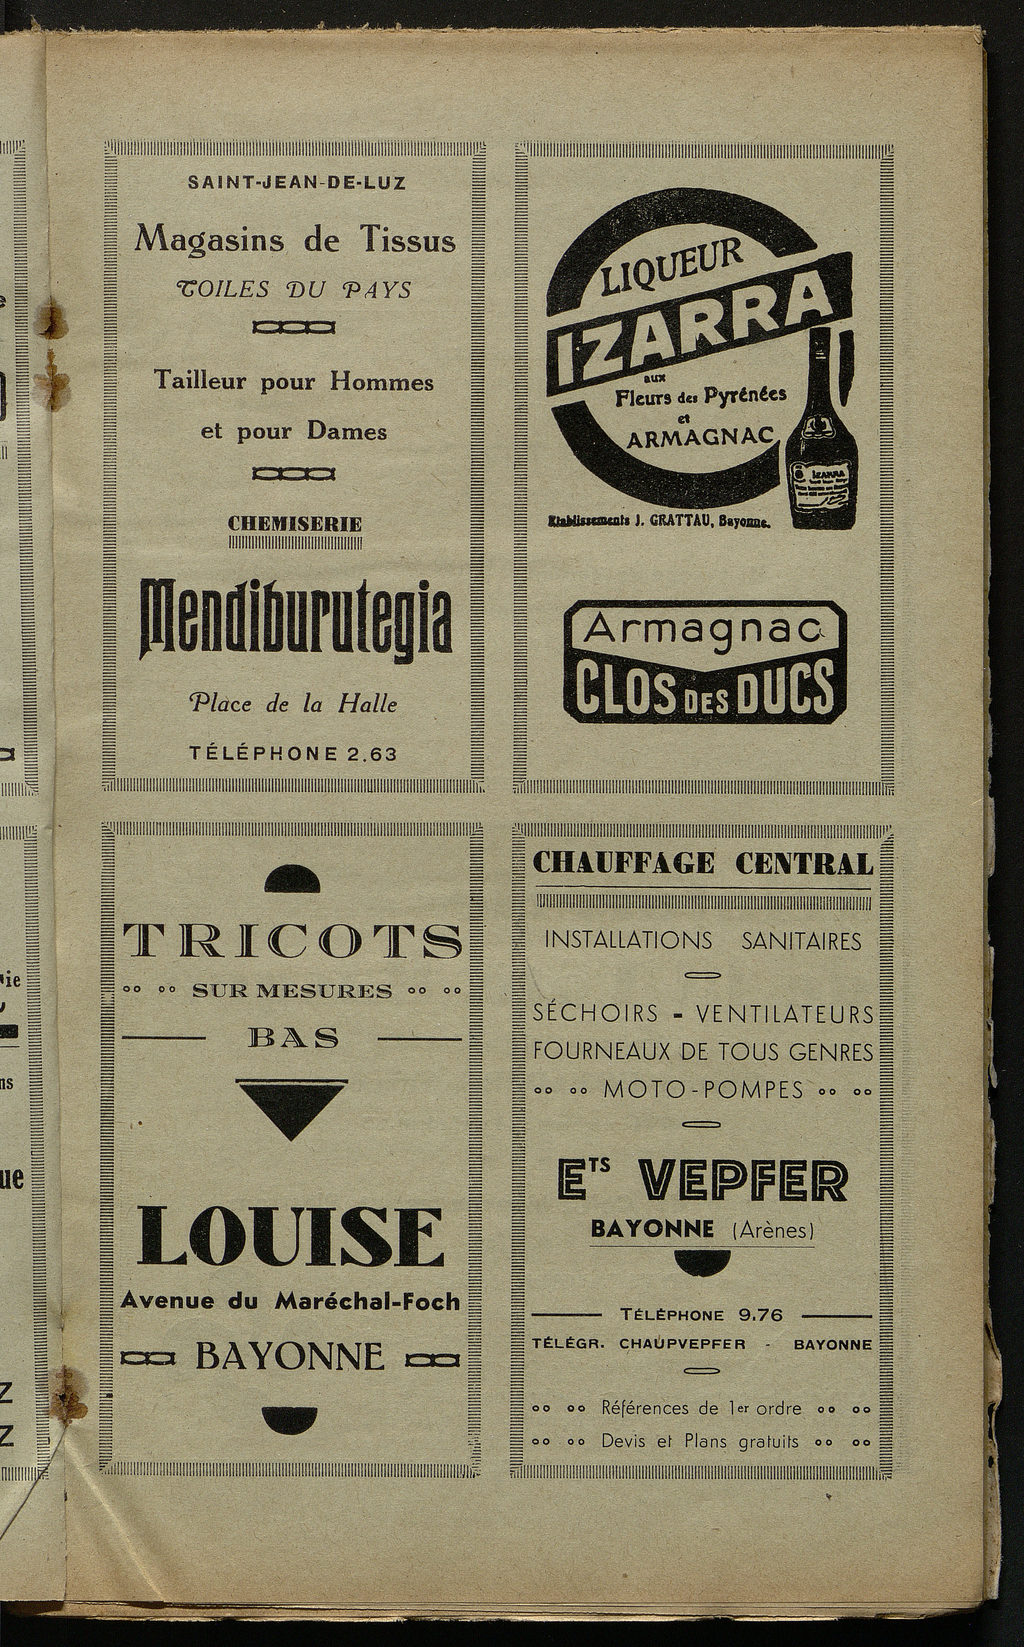 SAINT-JEAN-DE-LUZ
Magasins de Tissus
TOILES DU PAYS
Tailleur pour Hommes
et pour Dames
CHEMISERIE
Mendiburutegia
Place de la Halle
TÉLÉPHONE 2.63
LIQUEUR
IZARRA
aux
Fleurs des Pyrénées
et
ARMAGNAC
IZARRA
Etablissements J. GRATTAU, Bayonne.
Armagnac
CLOS DES DUCS
TRICOTS
SUR MESURES
BAS
LOUISE
Avenue du Maréchal-Foch
BAYONNE
CHAUFFAGE CENTRAL
INSTALLATIONS SANITAIRES
SÉCHOIRS - VENTILATEURS
FOURNEAUX DE TOUS GENRES
MOTO-POMPES
ETS VEPFER
BAYONNE (Arènes)
TÉLÉPHONE 9.76
TÉLÉGR. CHAUPVEPFER - BAYONNE
Références de 1er ordre
Devis et Plans gratuits